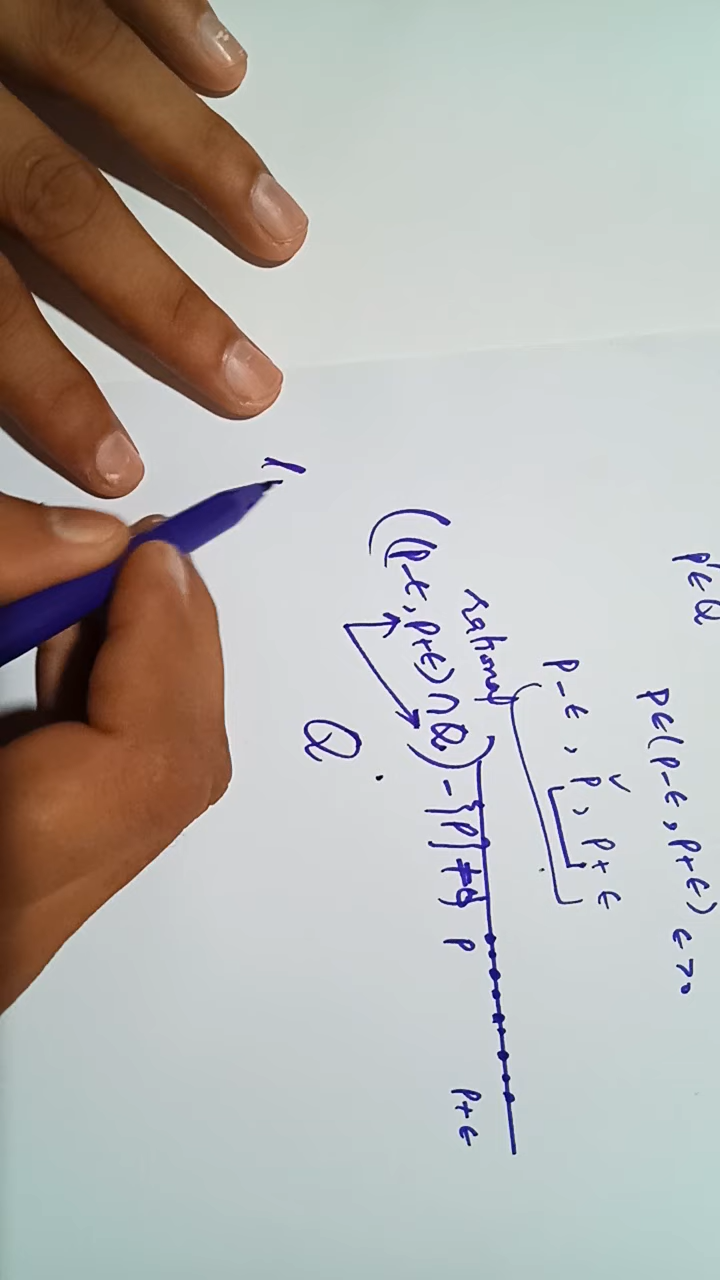 p ∈ Q
p ∈ (p-ε, p+ε) ε>0
p-ε, p, p+ε
rational
((p-ε, p+ε) ∩ Q) - {p} ≠ ϕ
p p+ε
Q